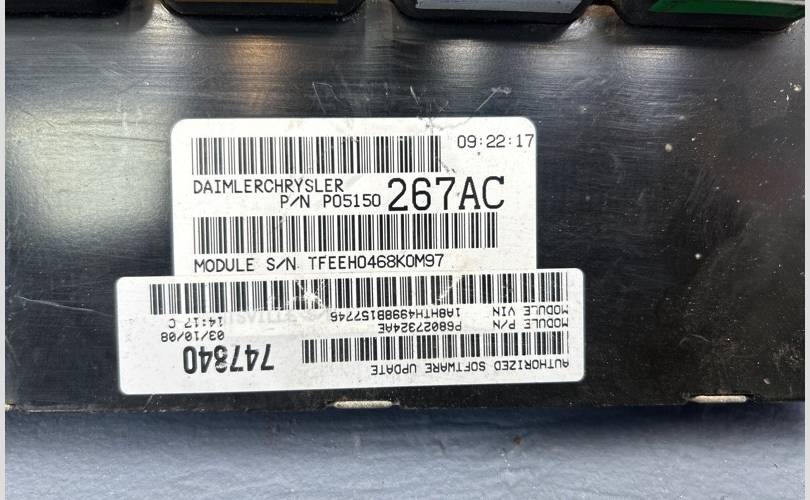 09:22:17
DAIMLERCHRYSLER
P/N P05150 267AC
MODULE S/N TFEEH0468K0M97
AUTHORIZED SOFTWARE UPDATE
MODULE P/N P68027324AE
MODULE VIN 1A8HTH49988157746
747840
03/10/08
14:17 C